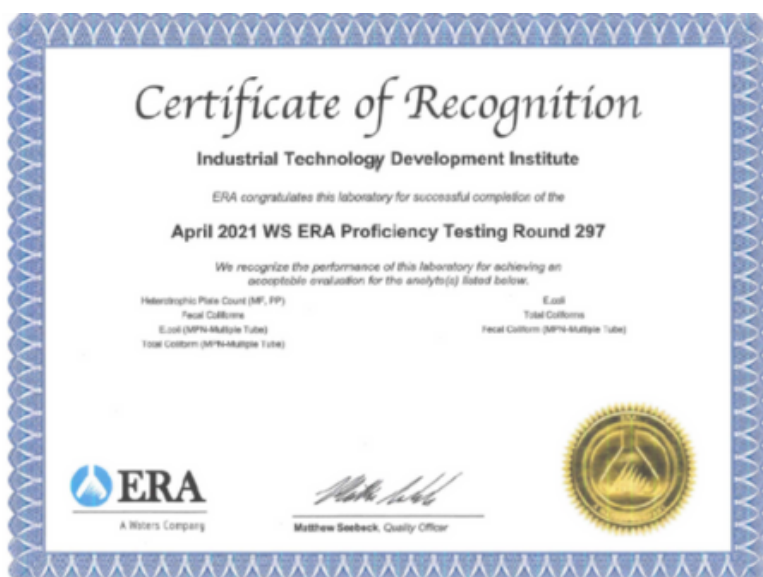 Certificate of Recognition
Industrial Technology Development Institute
ERA congratulates this laboratory for successful completion of the
April 2021 WS ERA Proficiency Testing Round 297
We recognize the performance of this laboratory for achieving an
acceptable evaluation for the analyte(s) listed below.
Heterotrophic Plate Count (MF, PP)
Fecal Coliforms
E.coli (MPN-Multiple Tube)
Total Coliform (MPN-Multiple Tube)
E.coli
Total Coliforms
Fecal Coliform (MPN-Multiple Tube)
ERA
A Waters Company
Matthew Seebeck, Quality Officer